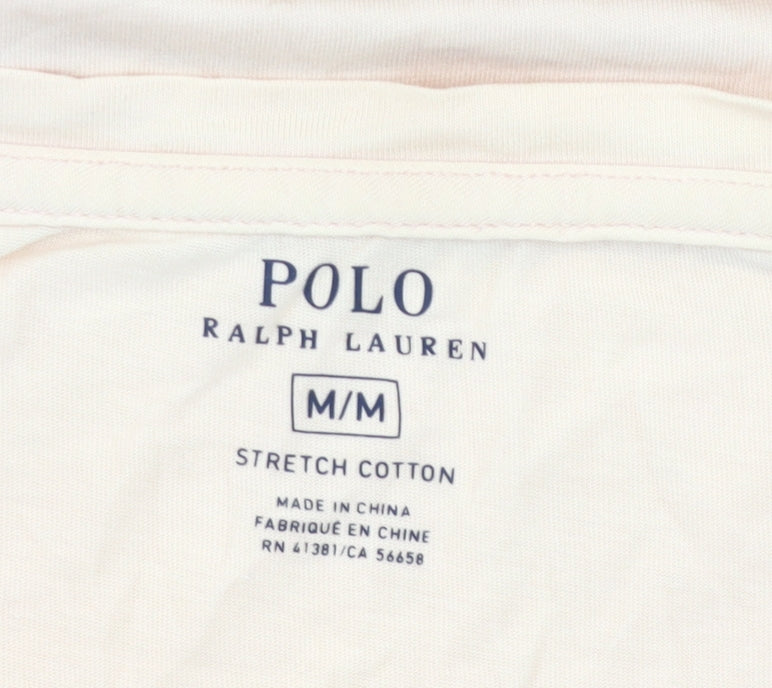 POLO
RALPH LAUREN
M/M
STRETCH COTTON
MADE IN CHINA
FABRIQUÉ EN CHINE
RN 41381/CA 56658